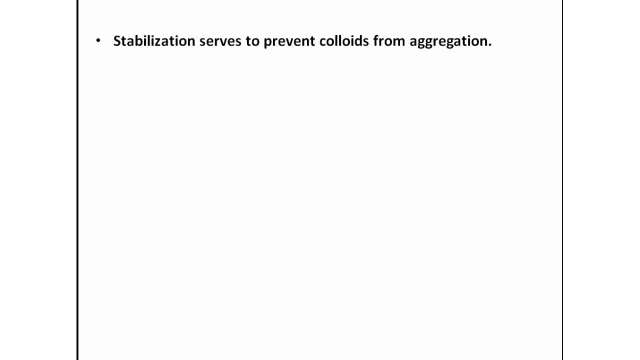 • Stabilization serves to prevent colloids from aggregation.